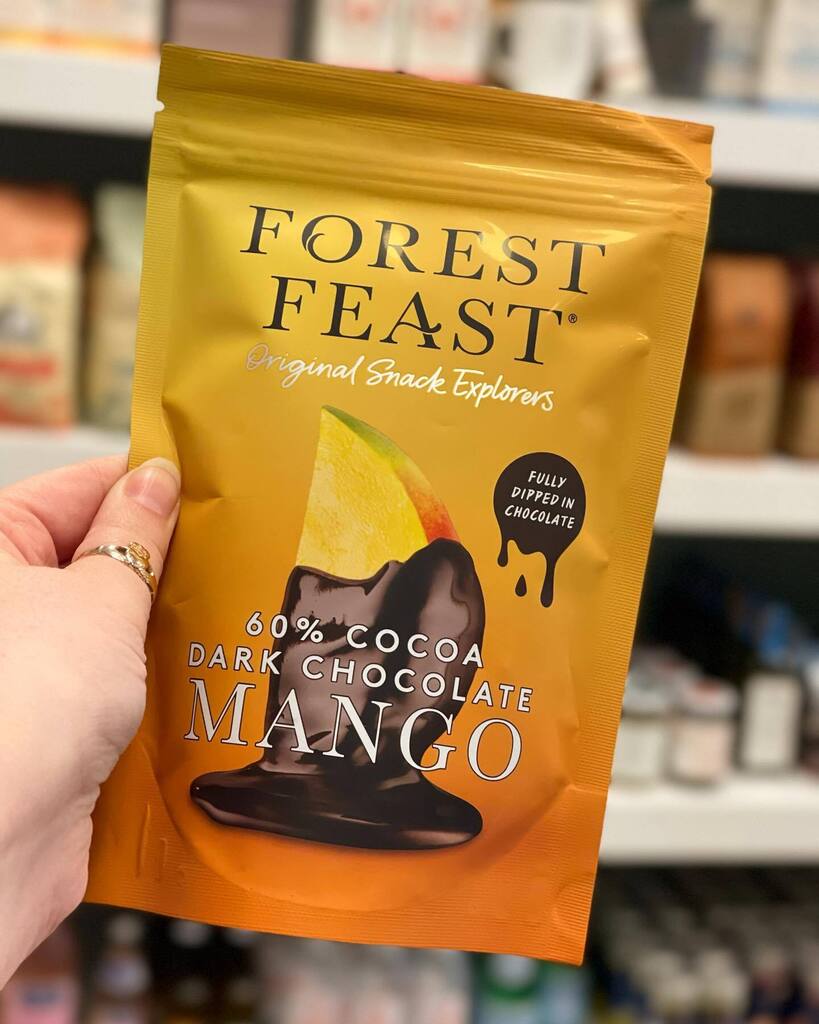 FOREST
FEAST®
Original Snack Explorers
FULLY
DIPPED IN
CHOCOLATE
60% COCOA
DARK CHOCOLATE
MANGO